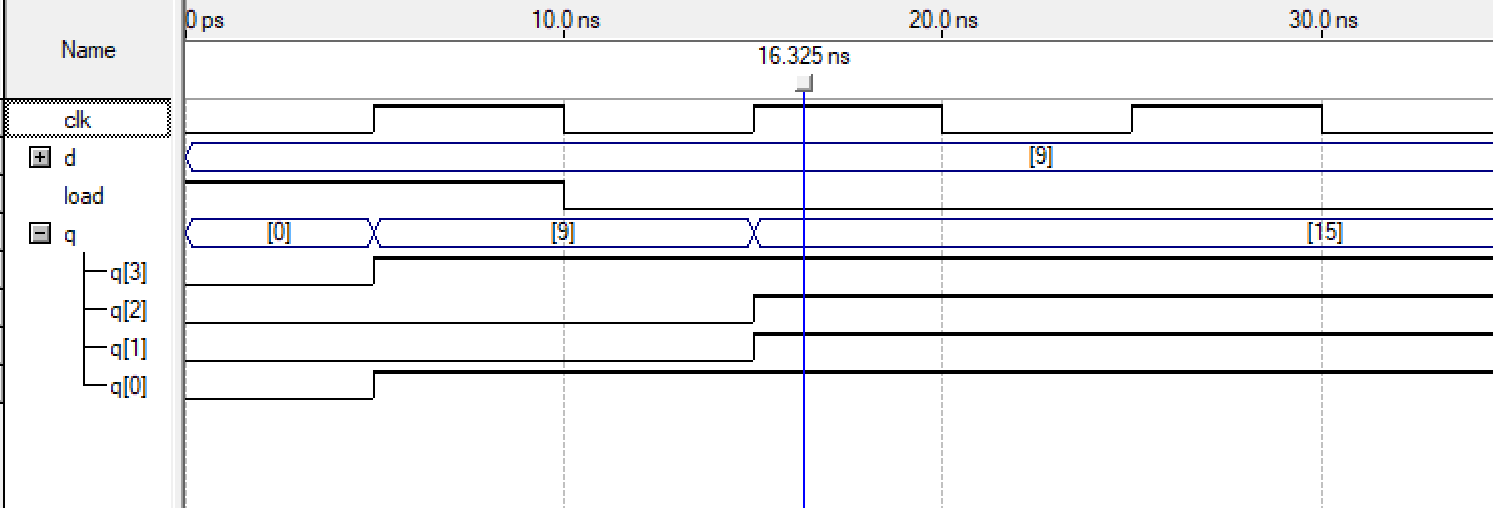 Name
0 ps 10.0 ns 20.0 ns 30.0 ns
16.325 ns
clk
d [9]
load
q [0] [9] [15]
q[3]
q[2]
q[1]
q[0]